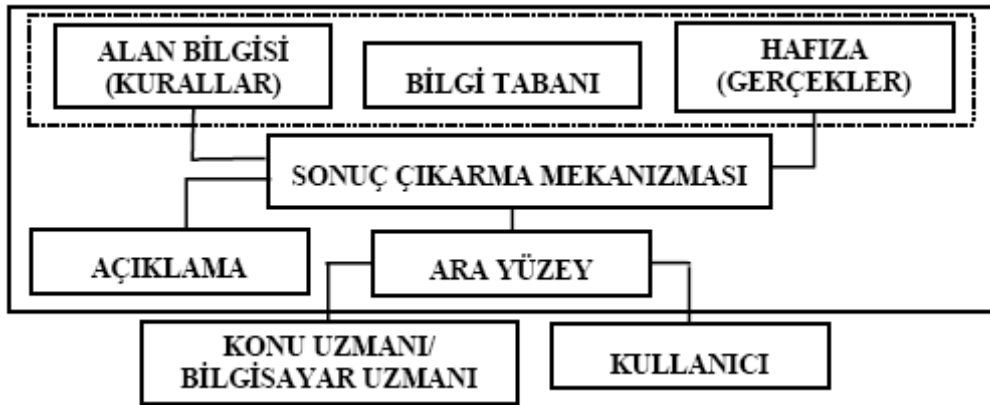 ALAN BİLGİSİ
(KURALLAR)
BİLGİ TABANI
HAFIZA
(GERÇEKLER)
SONUÇ ÇIKARMA MEKANIZMASI
AÇIKLAMA
ARA YÜZEY
KONU UZMANI/
BİLGİSAYAR UZMANI
KULLANICI